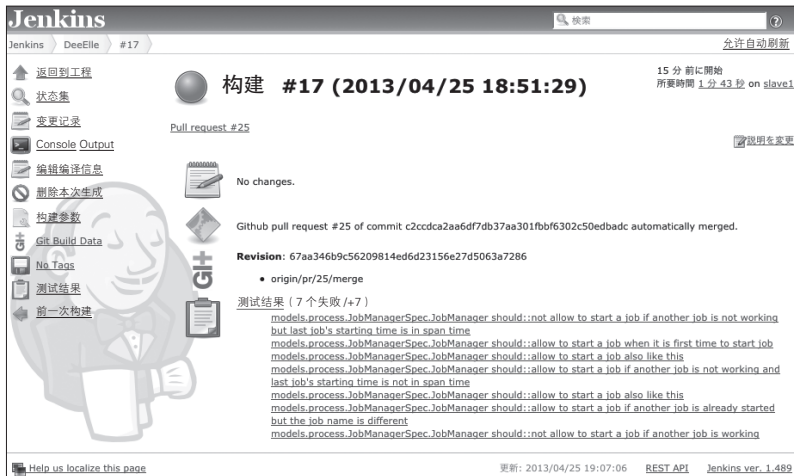 Jenkins
検索
Jenkins DeeElle #17
允许自动刷新
返回到工程
状态集
变更记录
Console Output
编辑编译信息
删除本次生成
构建参数
Git Build Data
No Tags
测试结果
前一次构建
构建 #17 (2013/04/25 18:51:29)
15 分 前に開始
所要時間 1 分 43 秒 on slave1
Pull request #25
説明を変更
No changes.
Github pull request #25 of commit c2ccdca2aa6df7db37aa301fbbf6302c50edbadc automatically merged.
git
Revision: 67aa346b9c56209814ed6d23156e27d5063a7286
• origin/pr/25/merge
测试结果 ( 7 个失败 /+7 )
models.process.JobManagerSpec.JobManager should::not allow to start a job if another job is not working
but last job's starting time is in span time
models.process.JobManagerSpec.JobManager should::allow to start a job when it is first time to start job
models.process.JobManagerSpec.JobManager should::allow to start a job also like this
models.process.JobManagerSpec.JobManager should::allow to start a job if another job is not working and
last job's starting time is not in span time
models.process.JobManagerSpec.JobManager should::allow to start a job also like this
models.process.JobManagerSpec.JobManager should::allow to start a job if another job is already started
but the job name is different
models.process.JobManagerSpec.JobManager should::not allow to start a job if another job is working
Help us localize this page
更新: 2013/04/25 19:07:06 REST API Jenkins ver. 1.489